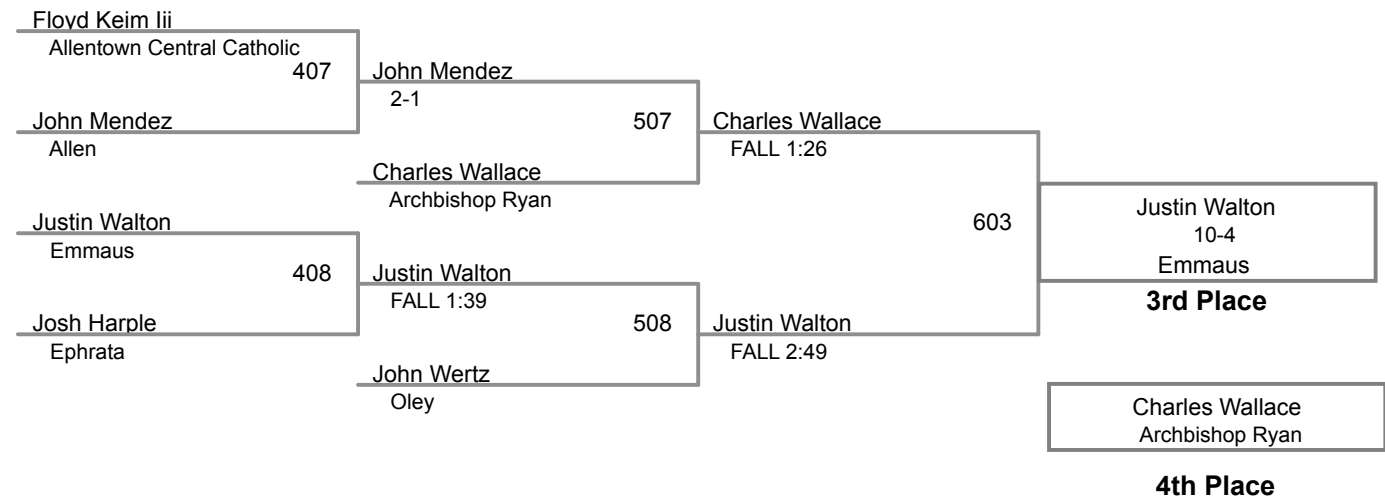 Floyd Keim Iii
Allentown Central Catholic
407
John Mendez
2-1
John Mendez
Allen
507
Charles Wallace
FALL 1:26
Charles Wallace
Archbishop Ryan
Justin Walton
Emmaus
603
Justin Walton
10-4
Emmaus
3rd Place
408
Justin Walton
FALL 1:39
Josh Harple
Ephrata
508
Justin Walton
FALL 2:49
John Wertz
Oley
Charles Wallace
Archbishop Ryan
4th Place